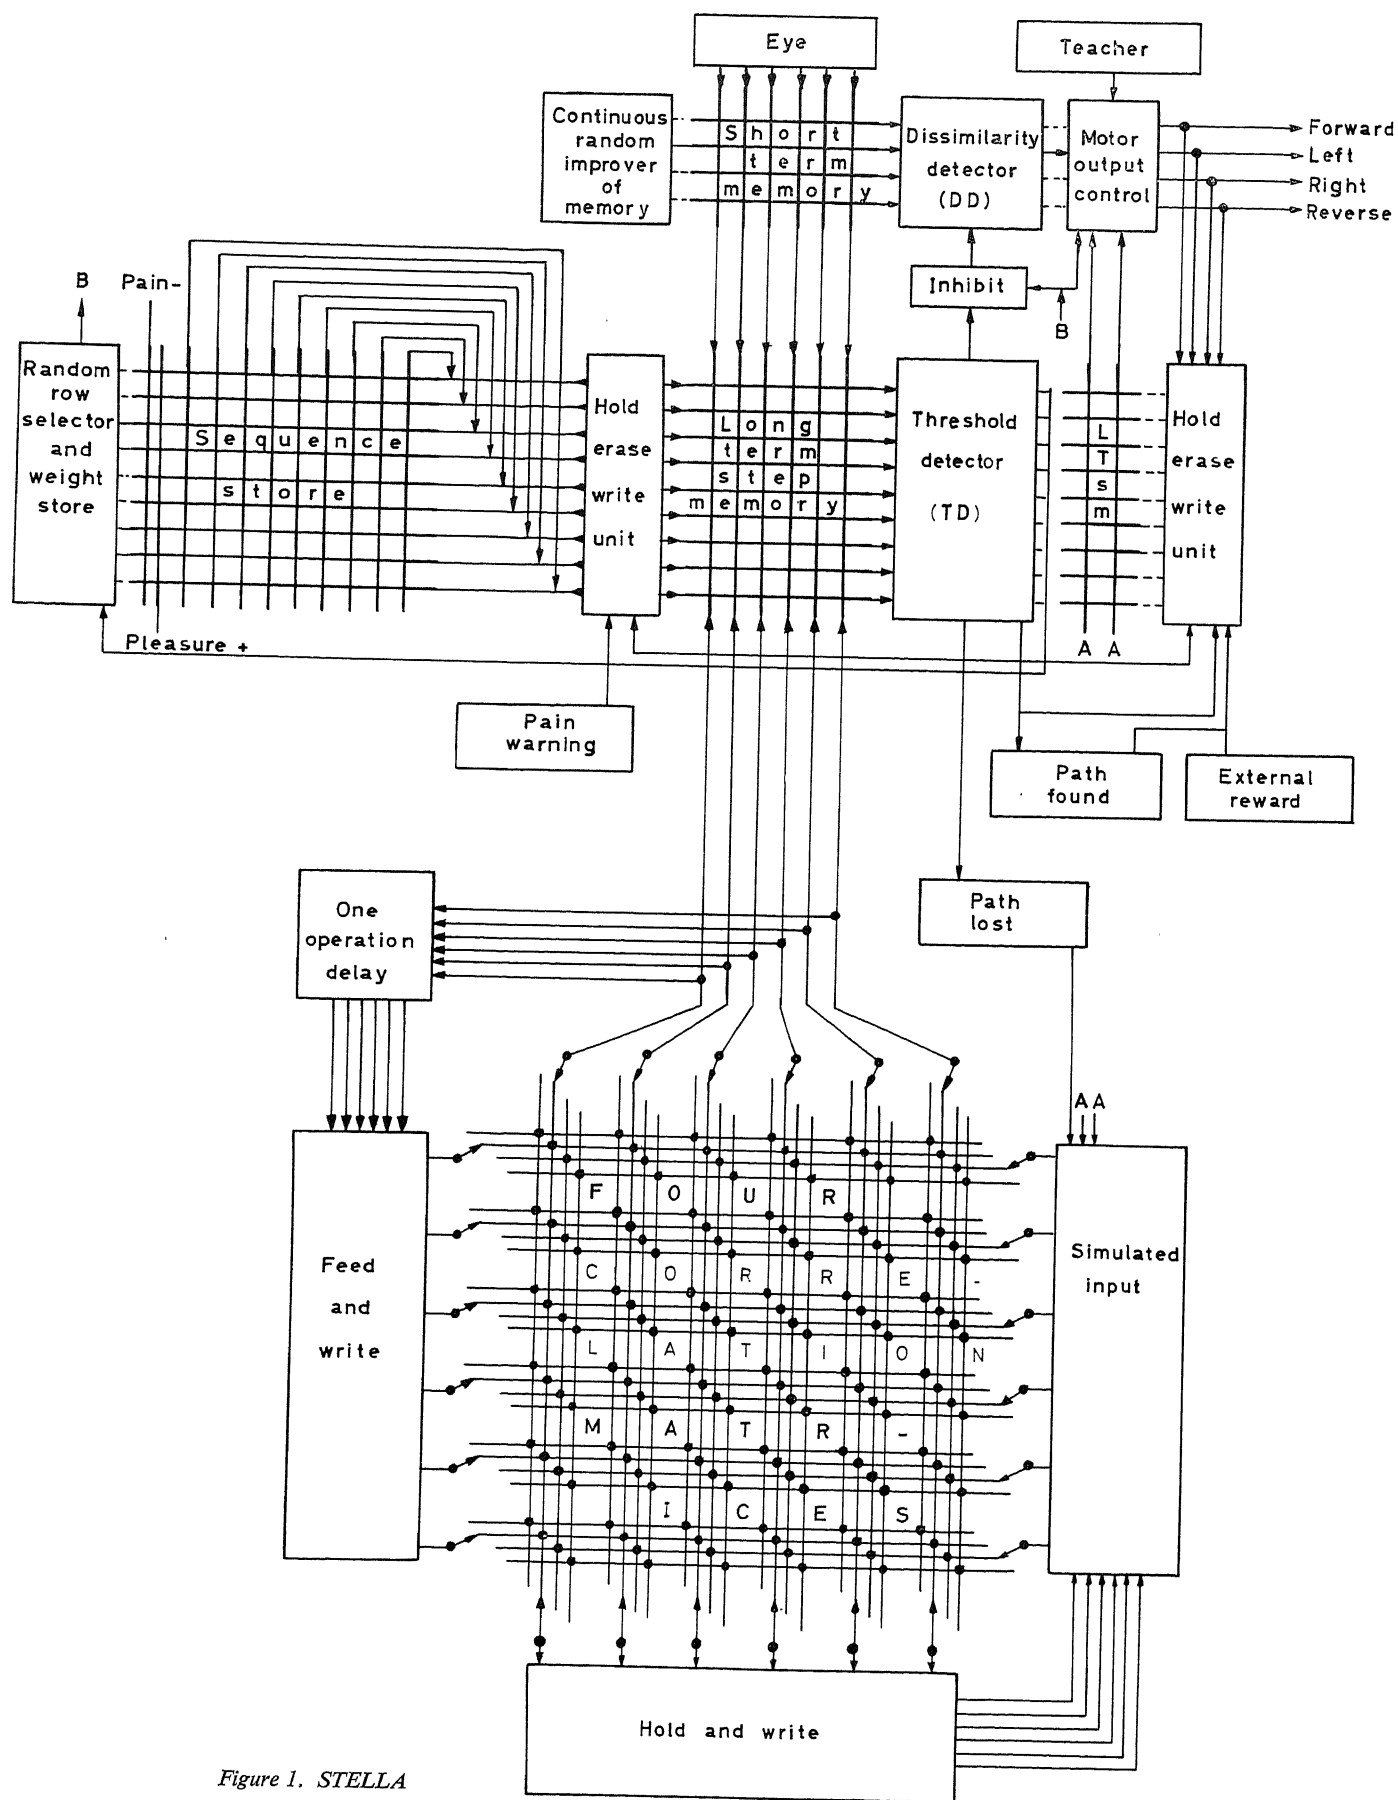 Eye
Teacher
Continuous
random
improver
of
memory
Short
term
memory
Dissimilarity
detector
(DD)
Motor
output
control
Forward
Left
Right
Reverse
Inhibit
B
B
Pain-
Random
row
selector
and
weight
store
Sequence
store
Hold
erase
write
unit
Long
term
step
memory
Threshold
detector
(TD)
L
T
s
m
Hold
erase
write
unit
Pleasure +
A A
Pain
warning
Path
found
External
reward
One
operation
delay
Path
lost
A A
Feed
and
write
FOUR
CORRE-
LATION
MATR-
ICES
Simulated
input
Hold and write
Figure 1. STELLA